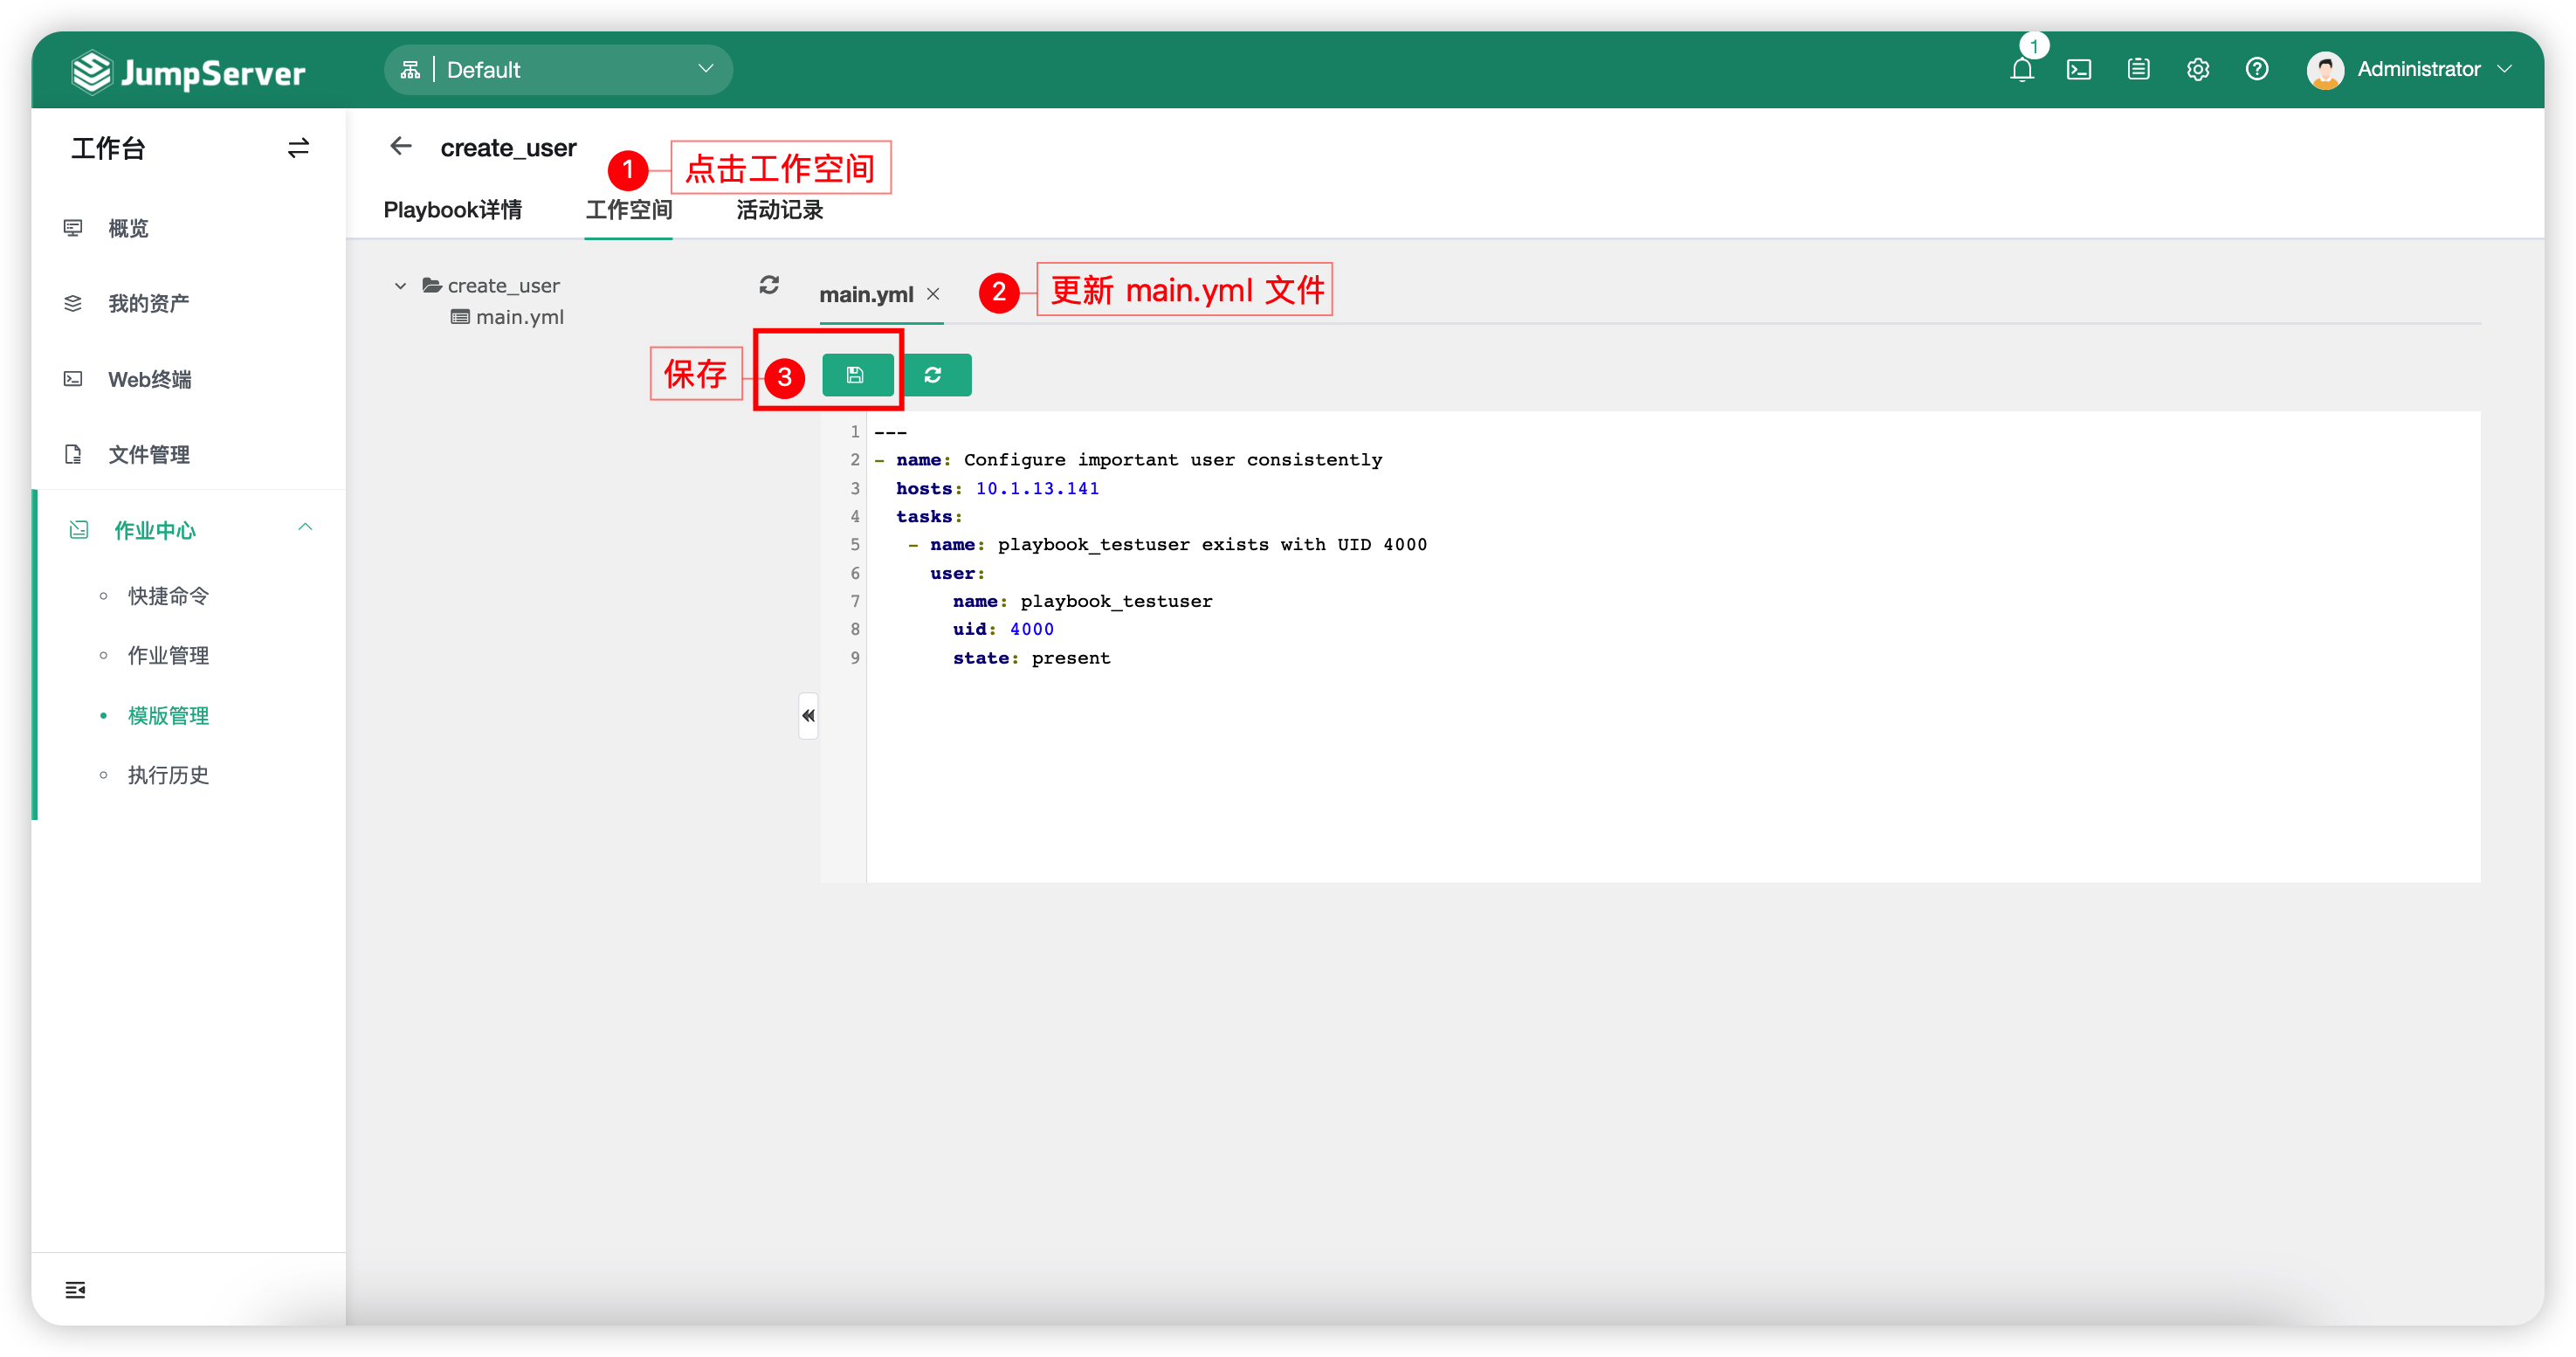 JumpServer
Default
1
Administrator
工作台
概览
我的资产
Web终端
文件管理
作业中心
快捷命令
作业管理
模版管理
执行历史
create_user
1 点击工作空间
Playbook详情 工作空间 活动记录
create_user
main.yml
main.yml
2 更新 main.yml 文件
保存 3
1 ---
2 - name: Configure important user consistently
3 hosts: 10.1.13.141
4 tasks:
5 - name: playbook_testuser exists with UID 4000
6 user:
7 name: playbook_testuser
8 uid: 4000
9 state: present